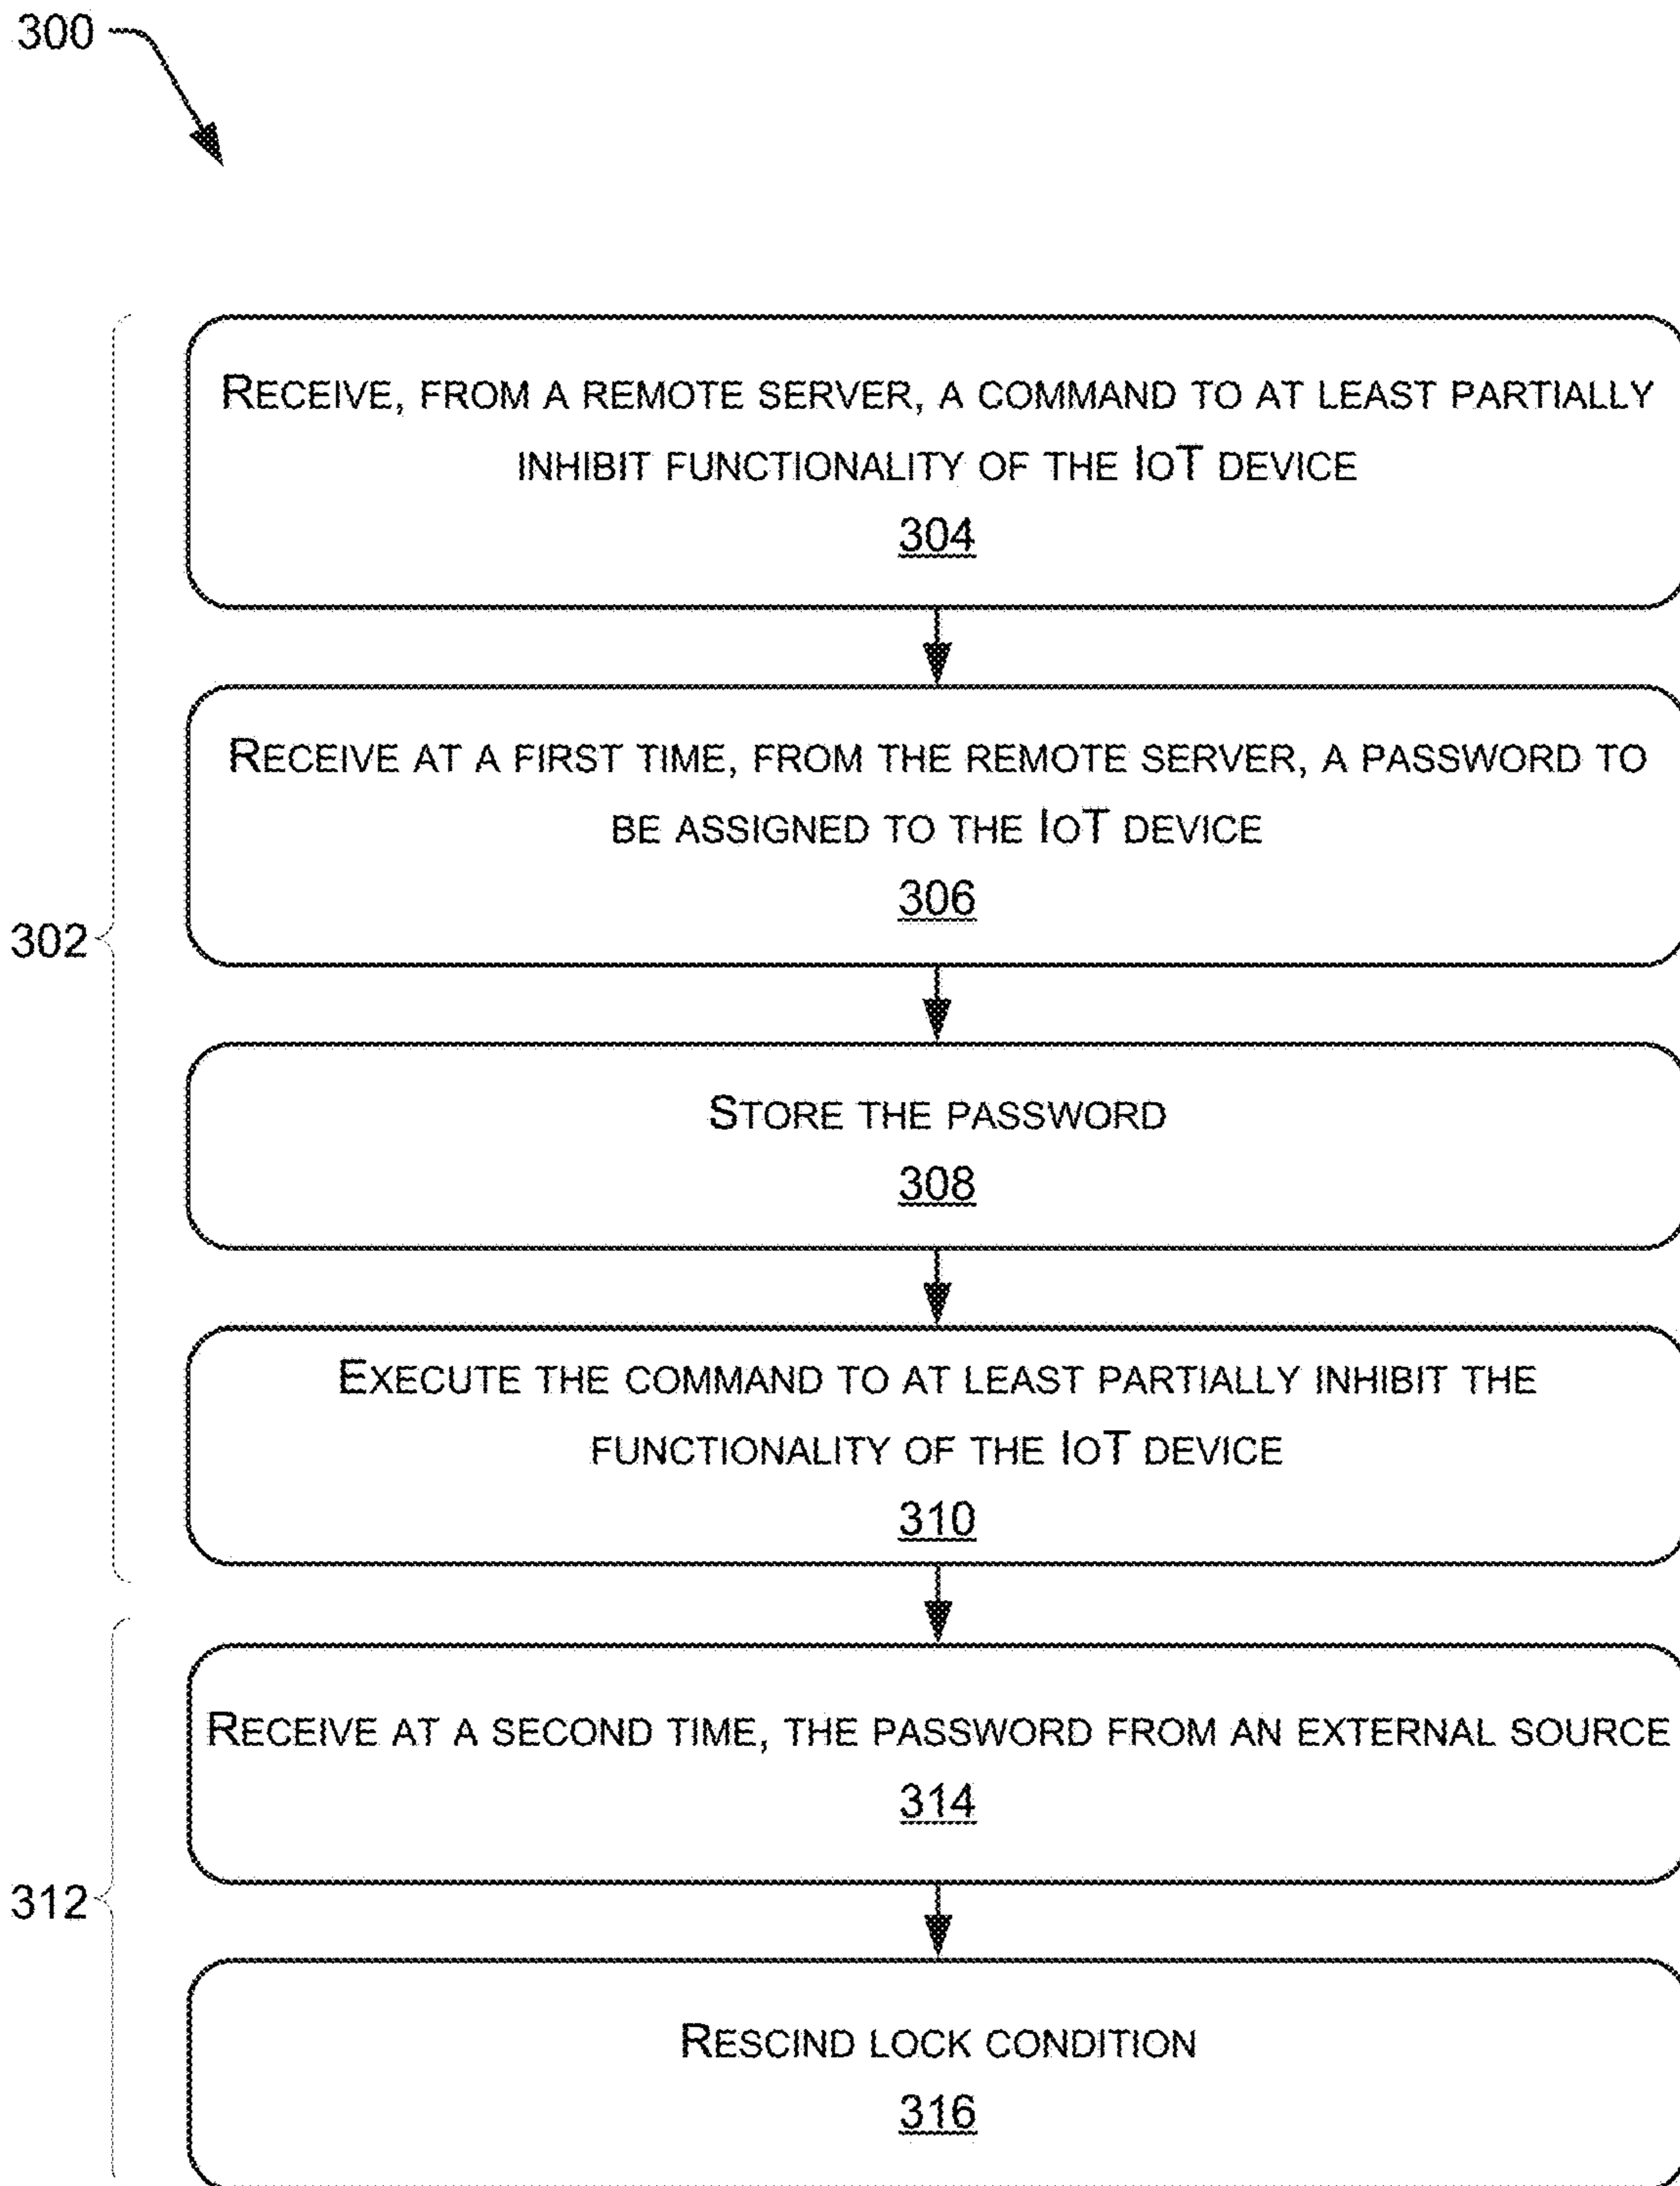 300
RECEIVE, FROM A REMOTE SERVER, A COMMAND TO AT LEAST PARTIALLY
INHIBIT FUNCTIONALITY OF THE IOT DEVICE
304
RECEIVE AT A FIRST TIME, FROM THE REMOTE SERVER, A PASSWORD TO
BE ASSIGNED TO THE IOT DEVICE
306
302
STORE THE PASSWORD
308
EXECUTE THE COMMAND TO AT LEAST PARTIALLY INHIBIT THE
FUNCTIONALITY OF THE IOT DEVICE
310
RECEIVE AT A SECOND TIME, THE PASSWORD FROM AN EXTERNAL SOURCE
314
312
RESCIND LOCK CONDITION
316